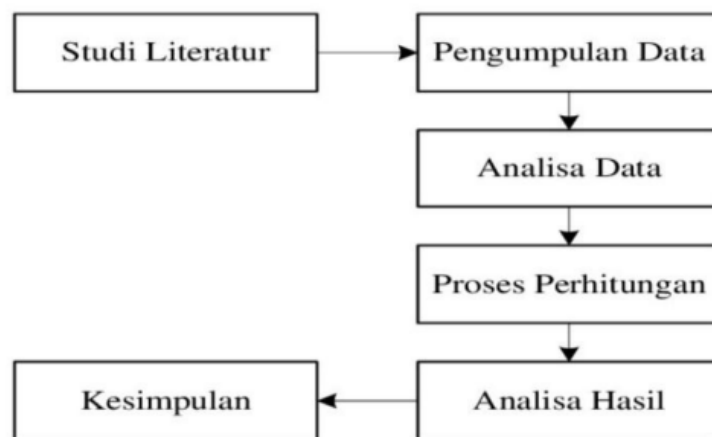 Studi Literatur
Pengumpulan Data
Analisa Data
Proses Perhitungan
Analisa Hasil
Kesimpulan